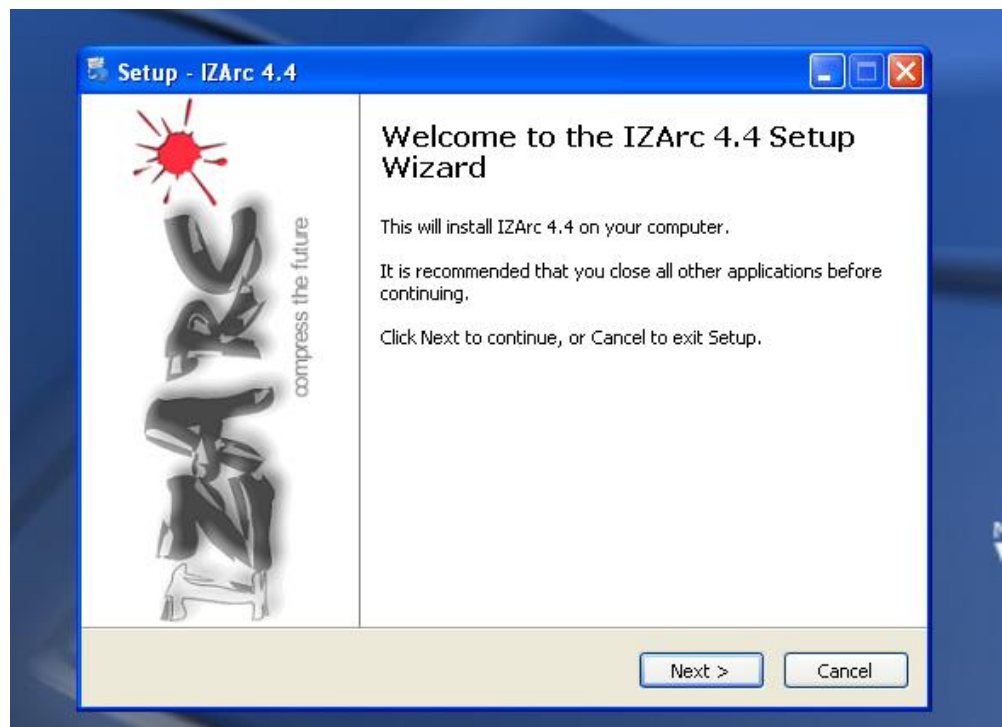 Setup - IZArc 4.4
IZARC
compress the future
Welcome to the IZArc 4.4 Setup
Wizard
This will install IZArc 4.4 on your computer.
It is recommended that you close all other applications before
continuing.
Click Next to continue, or Cancel to exit Setup.
Next >
Cancel